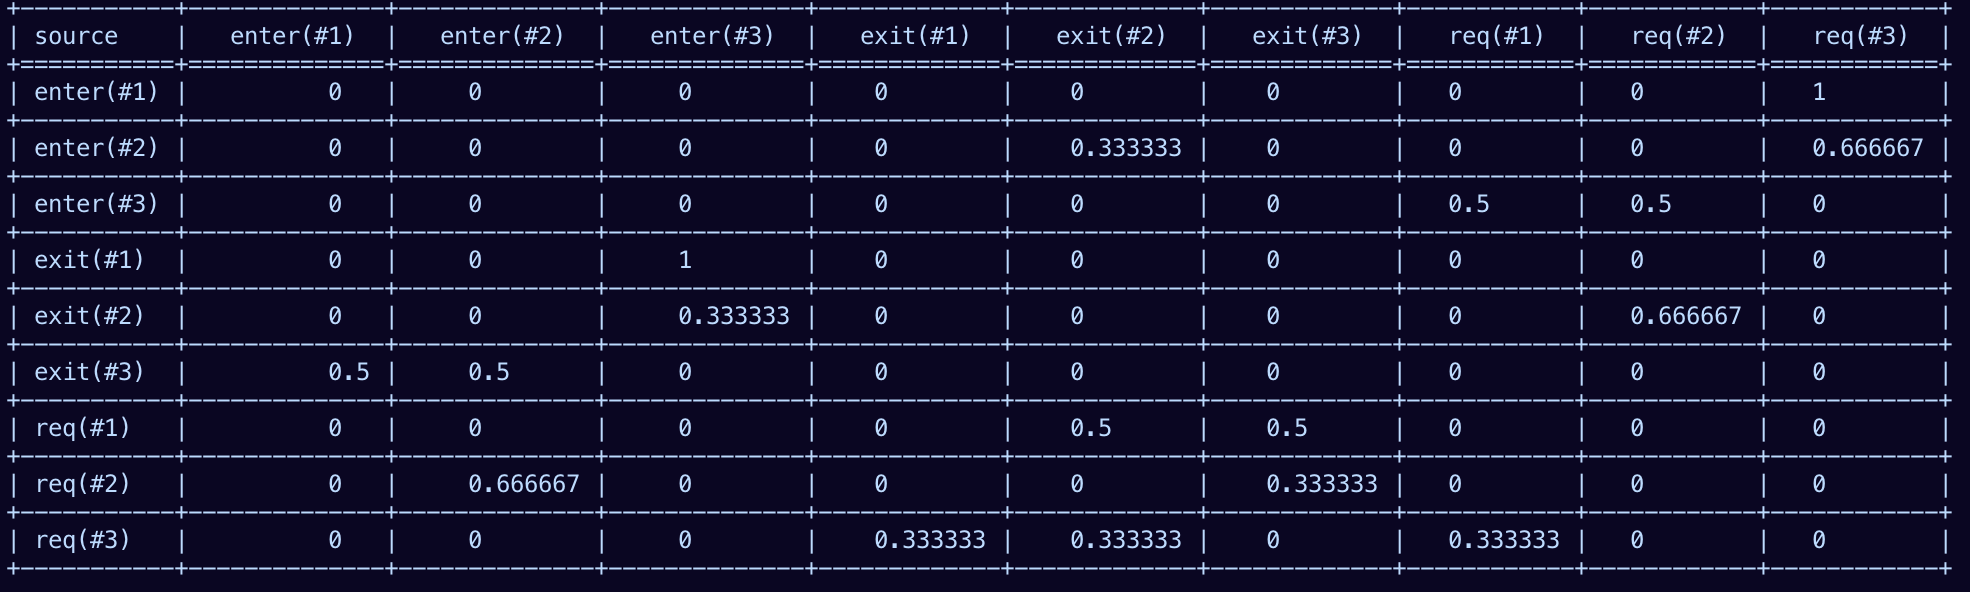 +-----------+--------------+--------------+--------------+-------------+-------------+-------------+------------+------------+------------+
| source    |   enter(#1)  |   enter(#2)  |   enter(#3)  |   exit(#1)  |   exit(#2)  |   exit(#3)  |   req(#1)  |   req(#2)  |   req(#3)  |
+===========+==============+==============+==============+=============+=============+=============+============+============+============+
| enter(#1) |          0   |     0        |     0        |    0        |    0        |    0        |   0        |   0        |   1        |
+-----------+--------------+--------------+--------------+-------------+-------------+-------------+------------+------------+------------+
| enter(#2) |          0   |     0        |     0        |    0        |    0.333333 |    0        |   0        |   0        |   0.666667 |
+-----------+--------------+--------------+--------------+-------------+-------------+-------------+------------+------------+------------+
| enter(#3) |          0   |     0        |     0        |    0        |    0        |    0        |   0.5      |   0.5      |   0        |
+-----------+--------------+--------------+--------------+-------------+-------------+-------------+------------+------------+------------+
| exit(#1)  |          0   |     0        |     1        |    0        |    0        |    0        |   0        |   0        |   0        |
+-----------+--------------+--------------+--------------+-------------+-------------+-------------+------------+------------+------------+
| exit(#2)  |          0   |     0        |     0.333333 |    0        |    0        |    0        |   0        |   0.666667 |   0        |
+-----------+--------------+--------------+--------------+-------------+-------------+-------------+------------+------------+------------+
| exit(#3)  |          0.5 |     0.5      |     0        |    0        |    0        |    0        |   0        |   0        |   0        |
+-----------+--------------+--------------+--------------+-------------+-------------+-------------+------------+------------+------------+
| req(#1)   |          0   |     0        |     0        |    0        |    0.5      |    0.5      |   0        |   0        |   0        |
+-----------+--------------+--------------+--------------+-------------+-------------+-------------+------------+------------+------------+
| req(#2)   |          0   |     0.666667 |     0        |    0        |    0        |    0.333333 |   0        |   0        |   0        |
+-----------+--------------+--------------+--------------+-------------+-------------+-------------+------------+------------+------------+
| req(#3)   |          0   |     0        |     0        |    0.333333 |    0.333333 |    0        |   0.333333 |   0        |   0        |
+-----------+--------------+--------------+--------------+-------------+-------------+-------------+------------+------------+------------+